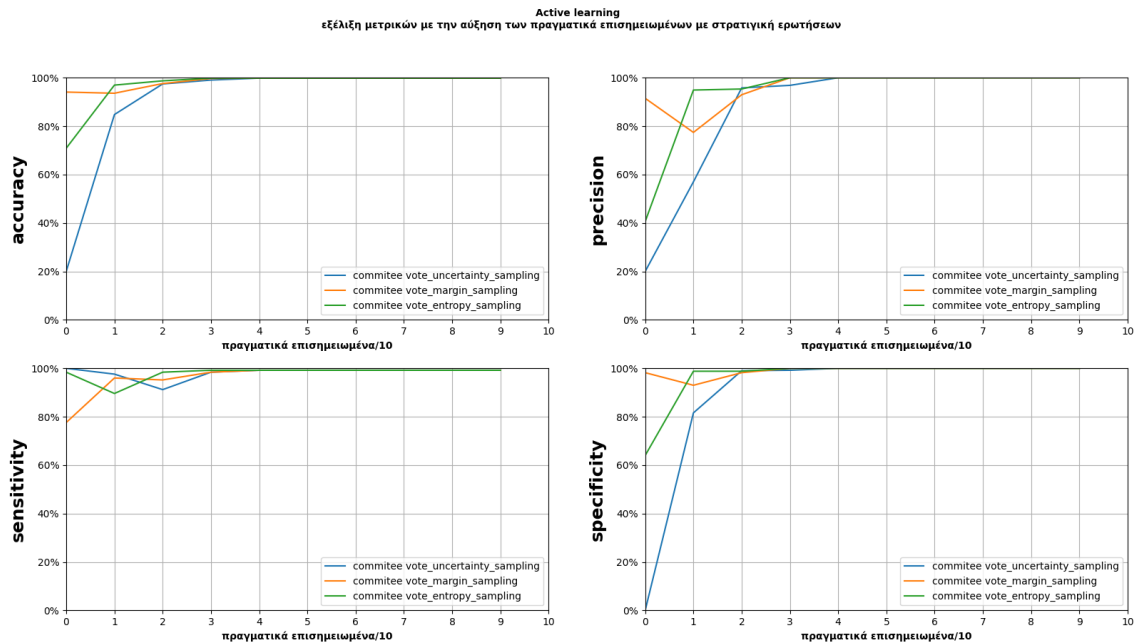 Active learning
εξέλιξη μετρικών με την αύξηση των πραγματικά επισημειωμένων με στρατιγική ερωτήσεων
100%
80%
60%
40%
20%
0%
accuracy
commitee vote_uncertainty_sampling
commitee vote_margin_sampling
commitee vote_entropy_sampling
0 1 2 3 4 5 6 7 8 9 10
πραγματικά επισημειωμένα/10
100%
80%
60%
40%
20%
0%
precision
commitee vote_uncertainty_sampling
commitee vote_margin_sampling
commitee vote_entropy_sampling
0 1 2 3 4 5 6 7 8 9 10
πραγματικά επισημειωμένα/10
100%
80%
60%
40%
20%
0%
sensitivity
commitee vote_uncertainty_sampling
commitee vote_margin_sampling
commitee vote_entropy_sampling
0 1 2 3 4 5 6 7 8 9 10
πραγματικά επισημειωμένα/10
100%
80%
60%
40%
20%
0%
specificity
commitee vote_uncertainty_sampling
commitee vote_margin_sampling
commitee vote_entropy_sampling
0 1 2 3 4 5 6 7 8 9 10
πραγματικά επισημειωμένα/10